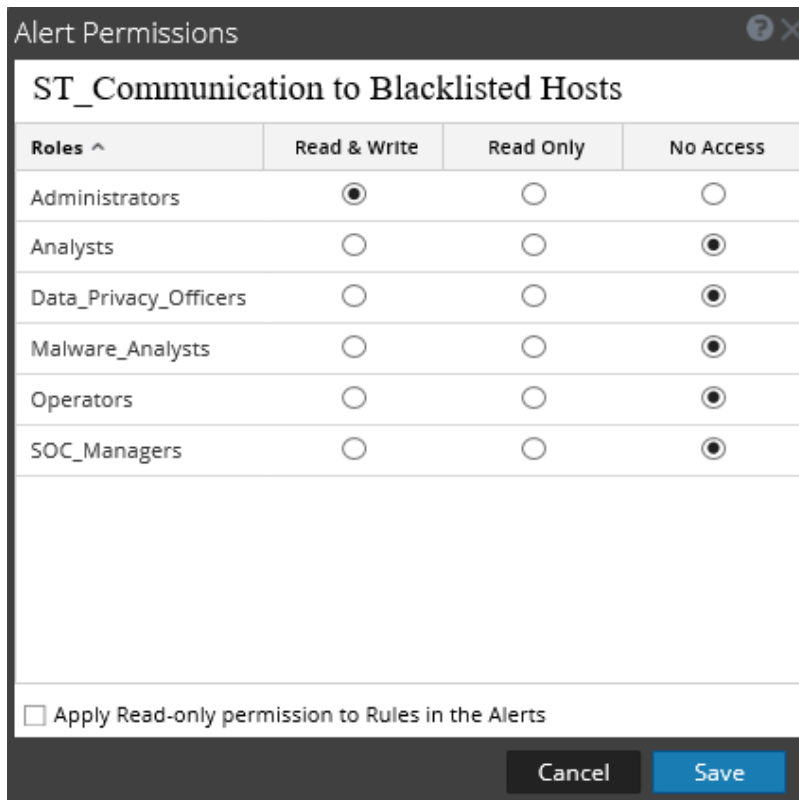 Alert Permissions
ST_Communication to Blacklisted Hosts
Roles Read & Write Read Only No Access
Administrators
Analysts
Data_Privacy_Officers
Malware_Analysts
Operators
SOC_Managers
Apply Read-only permission to Rules in the Alerts
Cancel Save